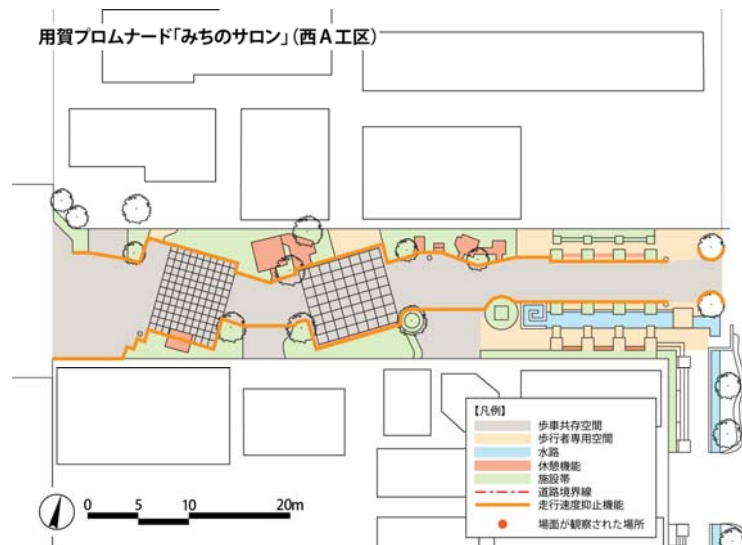 用賀プロムナード「みちのサロン」(西A工区)
【凡例】
歩車共存空間
歩行者専用空間
水路
休憩機能
施設帯
道路境界線
走行速度抑止機能
場面が観察された場所
0 5 10 20m